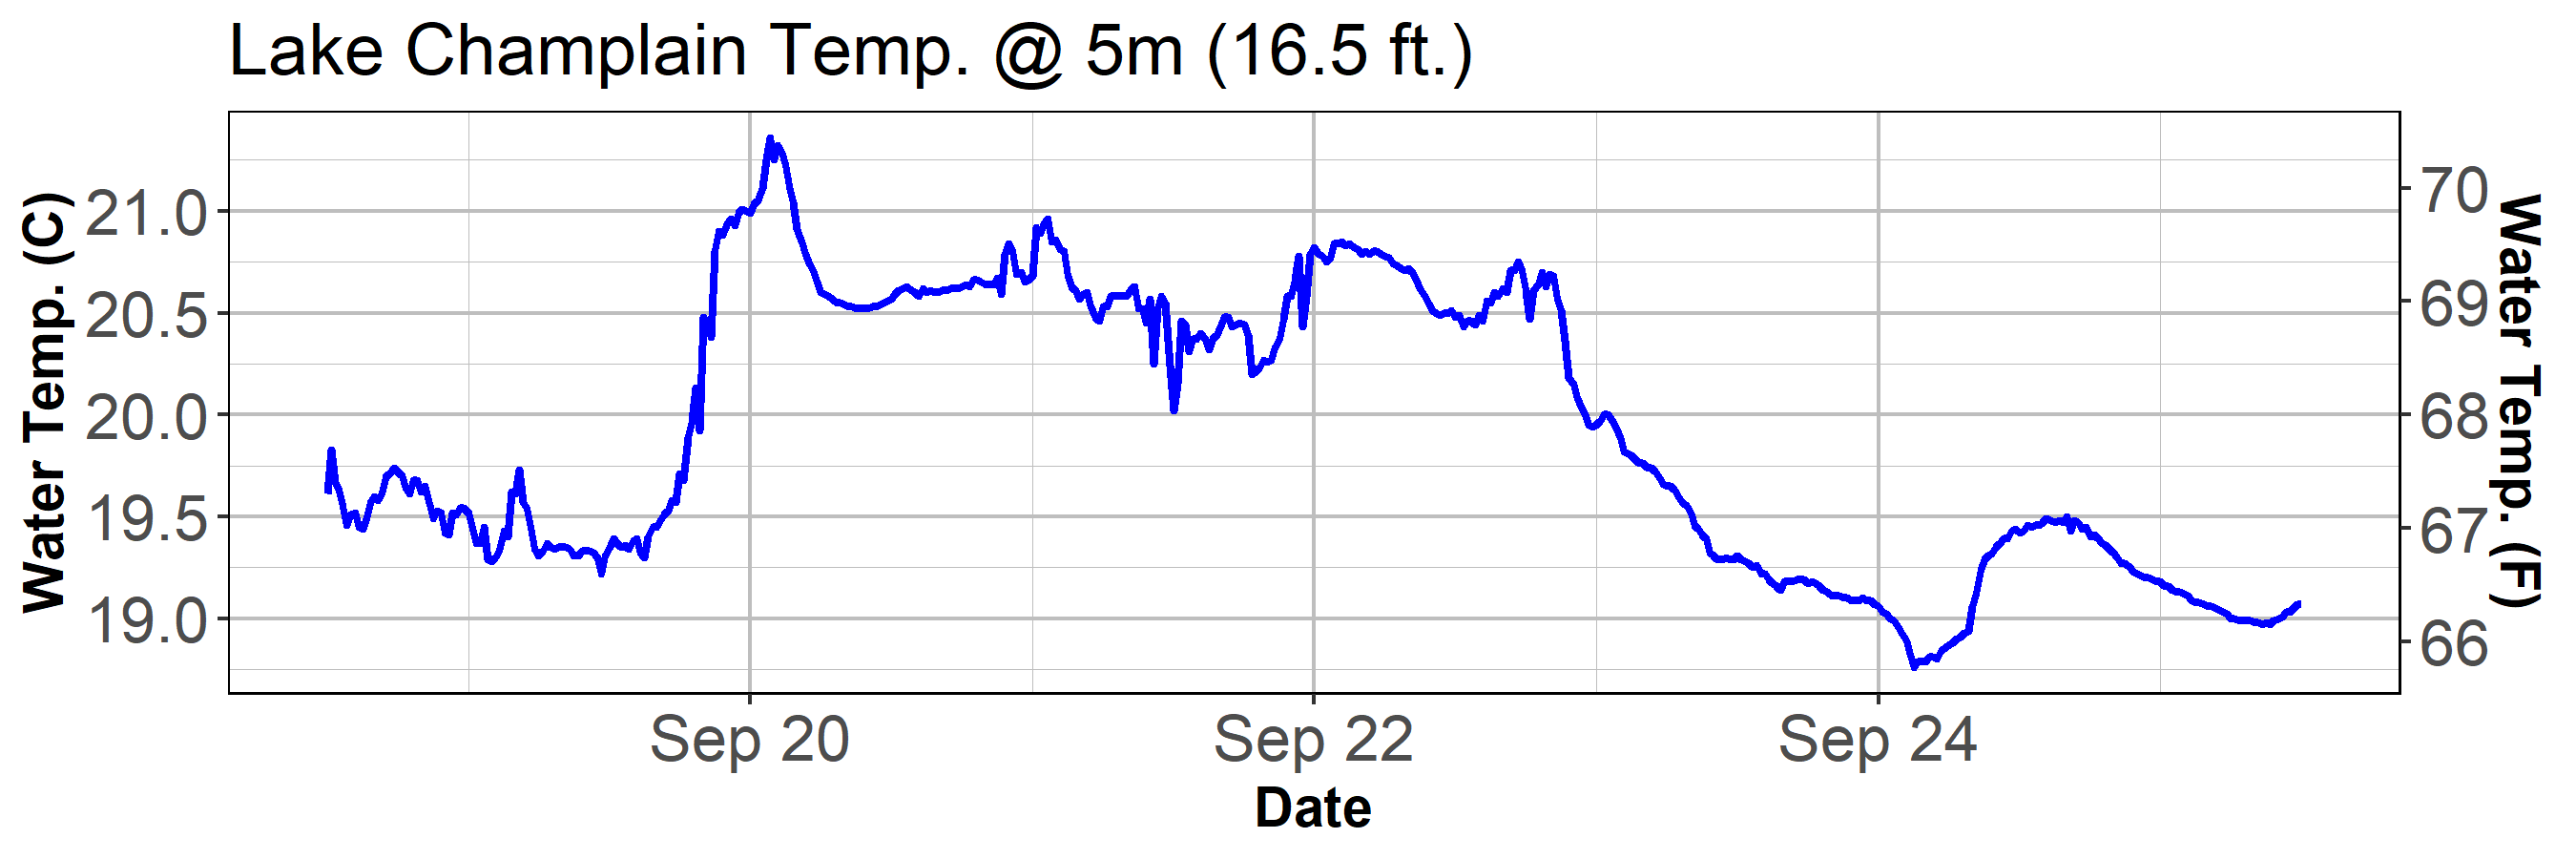 Lake Champlain Temp. @ 5m (16.5 ft.)
Water Temp. (C)
21.0
20.5
20.0
19.5
19.0
70
69
68
67
66
Water Temp. (F)
Sep 20 Sep 22 Sep 24
Date